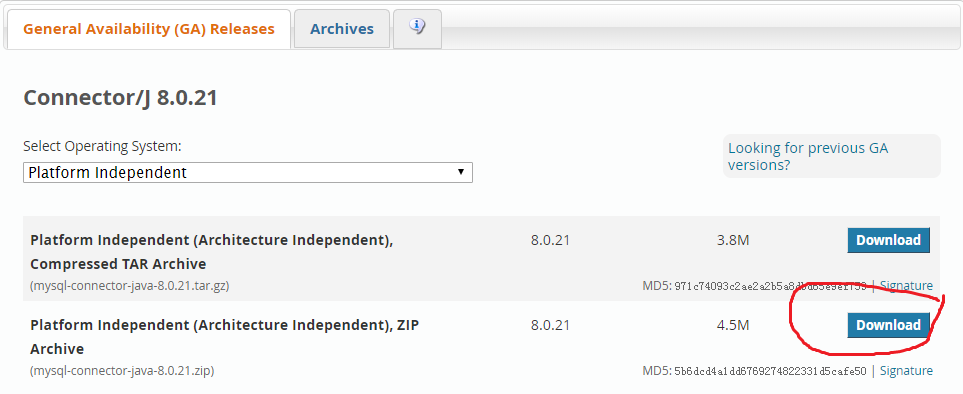 General Availability (GA) Releases
Archives
Connector/J 8.0.21
Select Operating System:
Looking for previous GA
versions?
Platform Independent
Platform Independent (Architecture Independent), 8.0.21 3.8M Download
Compressed TAR Archive
(mysql-connector-java-8.0.21.tar.gz) MD5: | Signature
Platform Independent (Architecture Independent), ZIP 8.0.21 4.5M Download
Archive
(mysql-connector-java-8.0.21.zip) MD5: 5b6dcd4a1dd6769274822331d5cafe50 | Signature